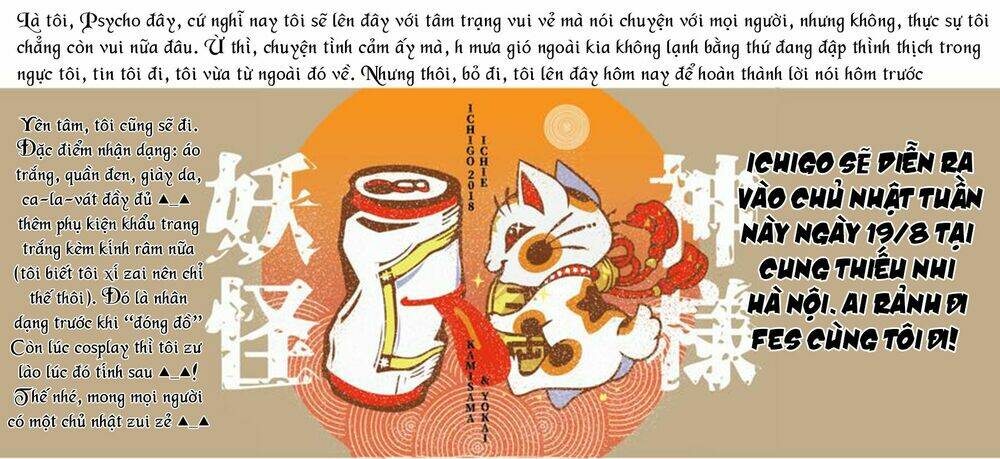 Là tôi, Psycho đây, cứ nghĩ nay tôi sẽ lên đây với tâm trạng vui vẻ mà nói chuyện với mọi người, nhưng không, thực sự tôi
chẳng còn vui nữa đâu. Ừ thì, chuyện tình cảm ấy mà, h mưa gió ngoài kia không lạnh bằng thứ đang đập thình thịch trong
ngực tôi, tin tôi đi, tôi vừa từ ngoài đó về. Nhưng thôi, bỏ đi, tôi lên đây hôm nay để hoàn thành lời nói hôm trước
Yên tâm, tôi cũng sẽ đi.
Đặc điểm nhận dạng: áo
trắng, quần đen, giày da,
ca-la-vát đầy đủ ▲_▲
thêm phụ kiện khẩu trang
trắng kèm kính râm nữa
(tôi biết tôi xí zai nên chỉ
thế thôi). Đó là nhân
dạng trước khi “đóng đồ”
Còn lúc cosplay thì tôi zư
lào lúc đó tính sau ▲_▲!
Thế nhé, mong mọi người
có một chủ nhật zui zẻ ▲_▲
妖怪
ICHIGO 2018
ICHIE
KAMISAMA
& YOKAI
神様
ICHIGO SẼ DIỄN RA
VÀO CHỦ NHẬT TUẦN
NÀY NGÀY 19/8 TẠI
CUNG THIẾU NHI
HÀ NỘI. AI RẢNH ĐI
FES CÙNG TÔI ĐI!